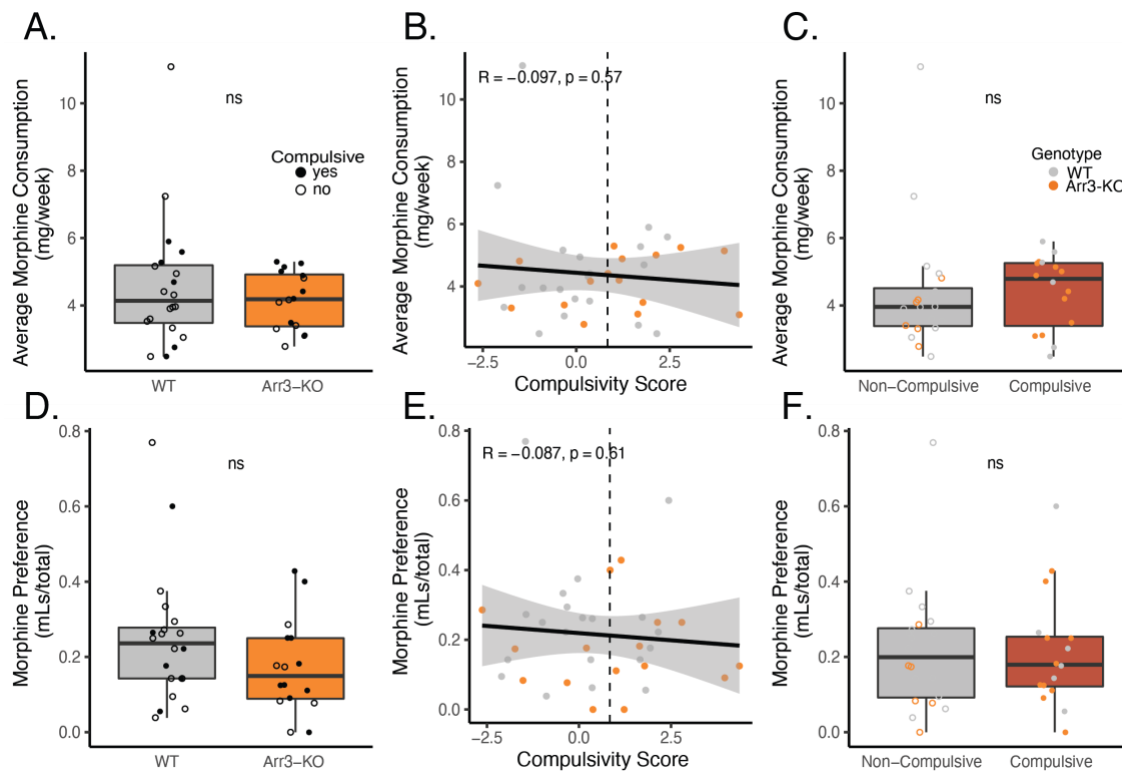 A.
Average Morphine Consumption
(mg/week)
10
8
6
4
ns
Compulsive
yes
no
WT
Arr3−KO
B.
Average Morphine Consumption
(mg/week)
10
8
6
4
R = −0.097, p = 0.57
−2.5
0.0
2.5
Compulsivity Score
C.
Average Morphine Consumption
(mg/week)
10
8
6
4
ns
Genotype
WT
Arr3-KO
Non−Compulsive
Compulsive
D.
Morphine Preference
(mLs/total)
0.8
0.6
0.4
0.2
0.0
ns
WT
Arr3−KO
E.
Morphine Preference
(mLs/total)
0.8
0.6
0.4
0.2
0.0
R = −0.087, p = 0.61
−2.5
0.0
2.5
Compulsivity Score
F.
Morphine Preference
(mLs/total)
0.8
0.6
0.4
0.2
0.0
ns
Non−Compulsive
Compulsive